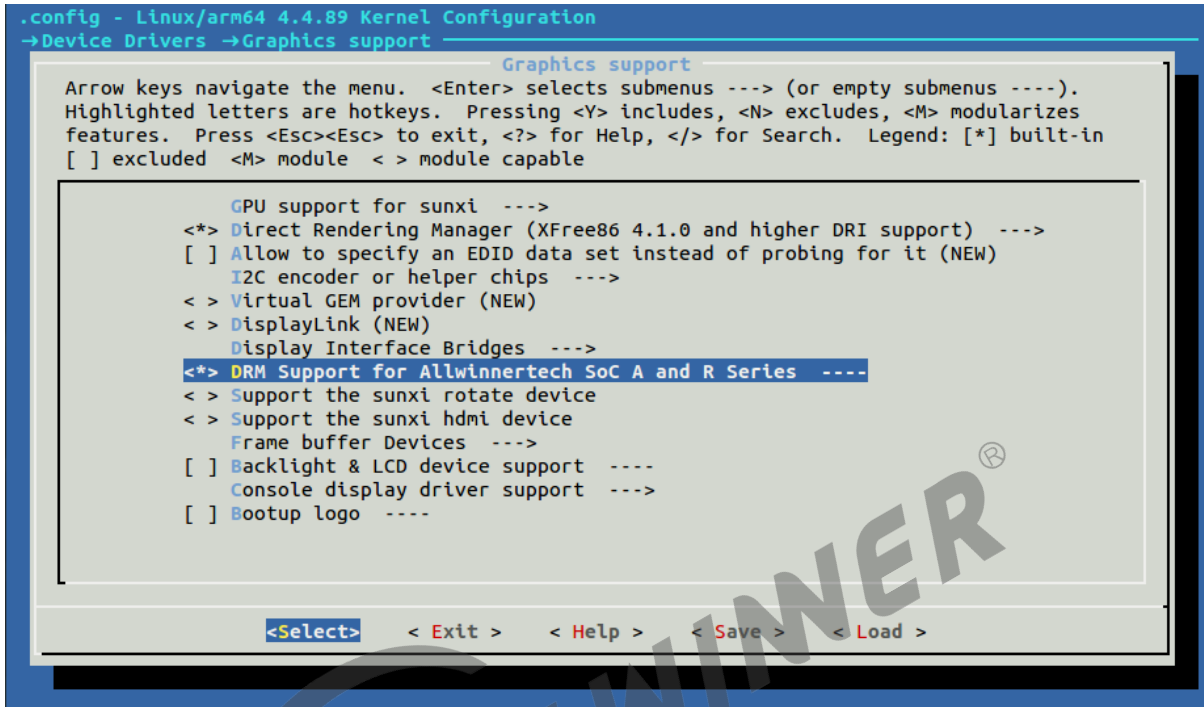 .config - Linux/arm64 4.4.89 Kernel Configuration
→Device Drivers →Graphics support
Graphics support
Arrow keys navigate the menu. <Enter> selects submenus ---> (or empty submenus ----).
Highlighted letters are hotkeys. Pressing <Y> includes, <N> excludes, <M> modularizes
features. Press <Esc><Esc> to exit, <?> for Help, </> for Search. Legend: [*] built-in
[ ] excluded <M> module < > module capable
GPU support for sunxi --->
<*> Direct Rendering Manager (XFree86 4.1.0 and higher DRI support) --->
[ ] Allow to specify an EDID data set instead of probing for it (NEW)
I2C encoder or helper chips --->
< > Virtual GEM provider (NEW)
< > DisplayLink (NEW)
Display Interface Bridges --->
<*> DRM Support for Allwinnertech SoC A and R Series ----
< > Support the sunxi rotate device
< > Support the sunxi hdmi device
Frame buffer Devices --->
[ ] Backlight & LCD device support ----
Console display driver support --->
[ ] Bootup logo ----
<Select> < Exit > < Help > < Save > < Load >
WINNER®